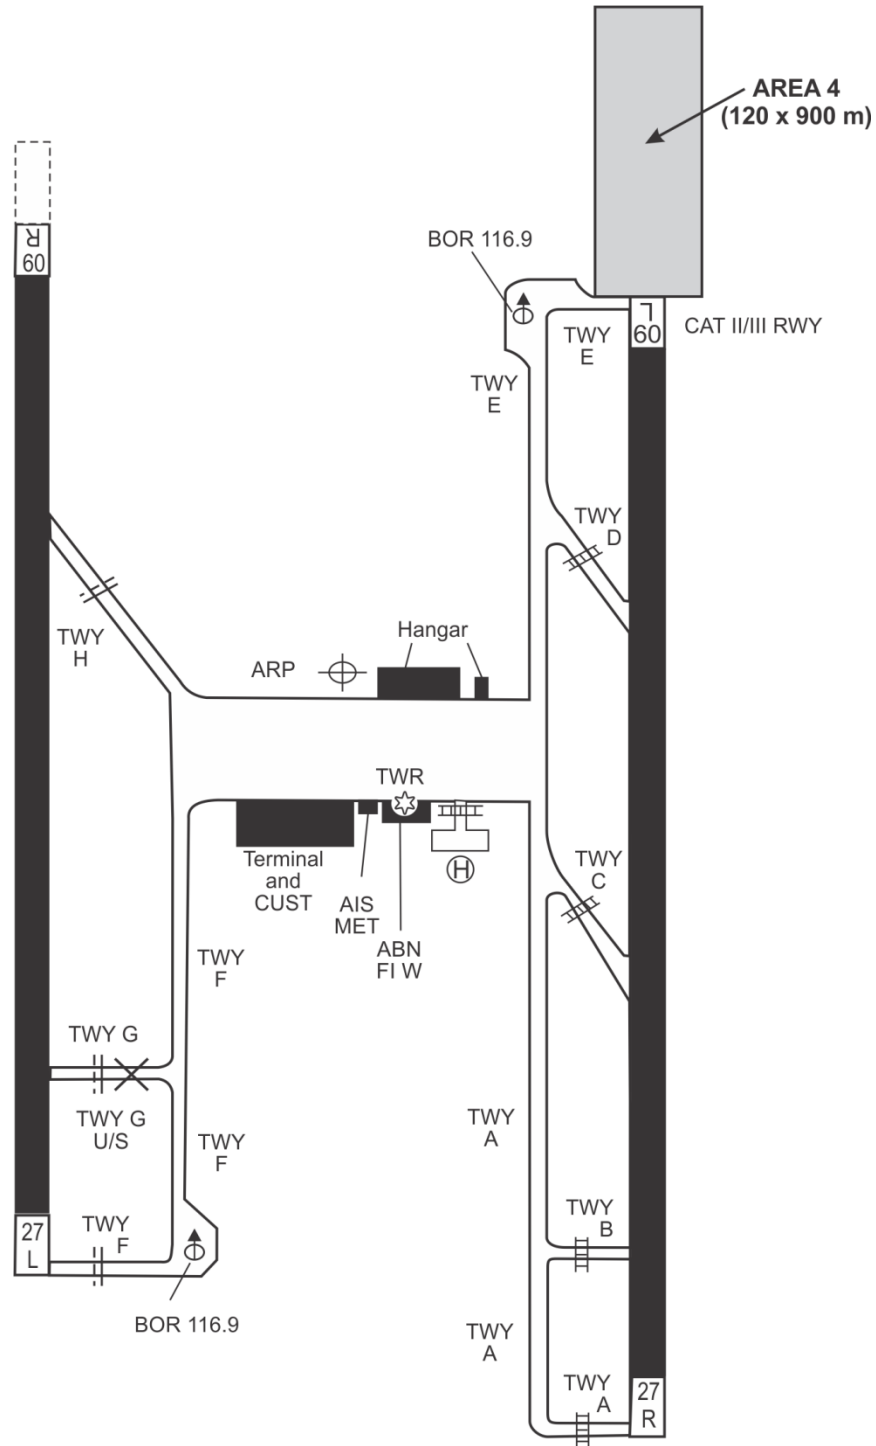 AREA 4
(120 x 900 m)
BOR 116.9
09
R
09
L
CAT II/III RWY
TWY
E
TWY
E
TWY
D
TWY
H
Hangar
ARP
TWR
Terminal
and
CUST
AIS
MET
ABN
FI W
H
TWY
C
TWY
F
TWY G
TWY G
U/S
TWY
F
TWY
A
TWY
B
27
L
TWY
F
BOR 116.9
TWY
A
TWY
A
27
R